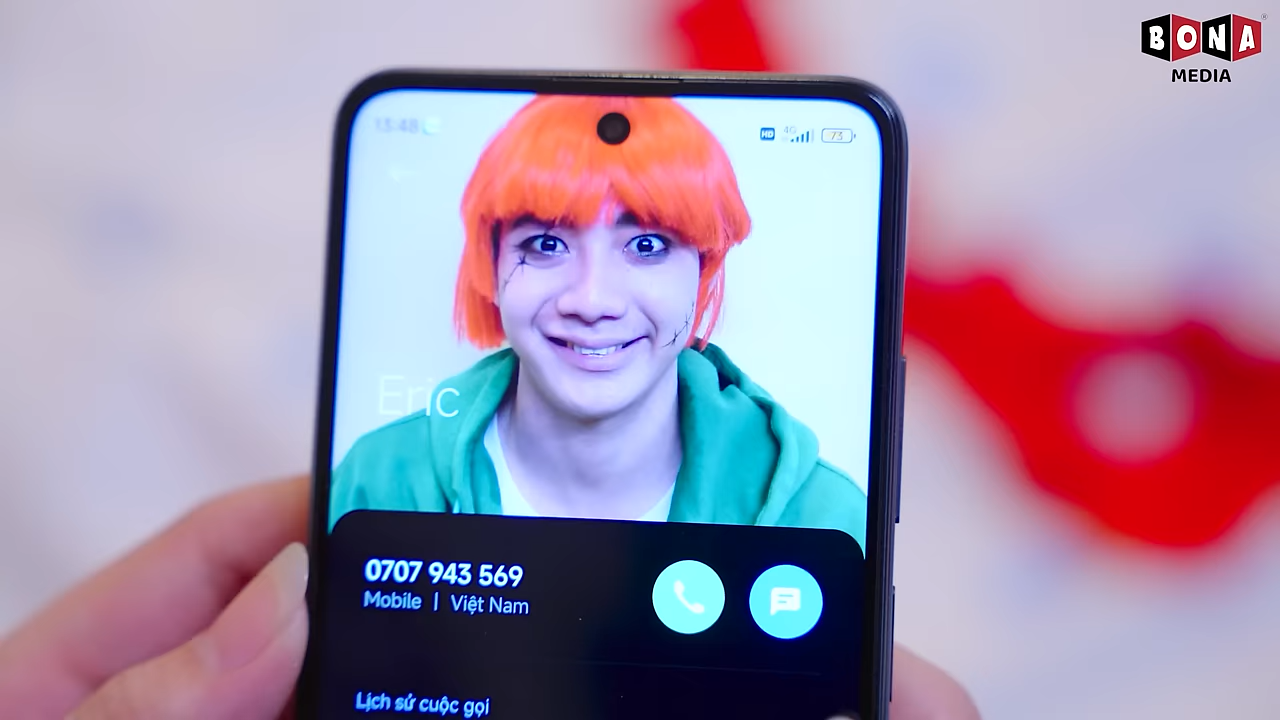 BONA
MEDIA
13:48
HD 4G 73
Eric
0707 943 569
Mobile | Việt Nam
Lịch sử cuộc gọi